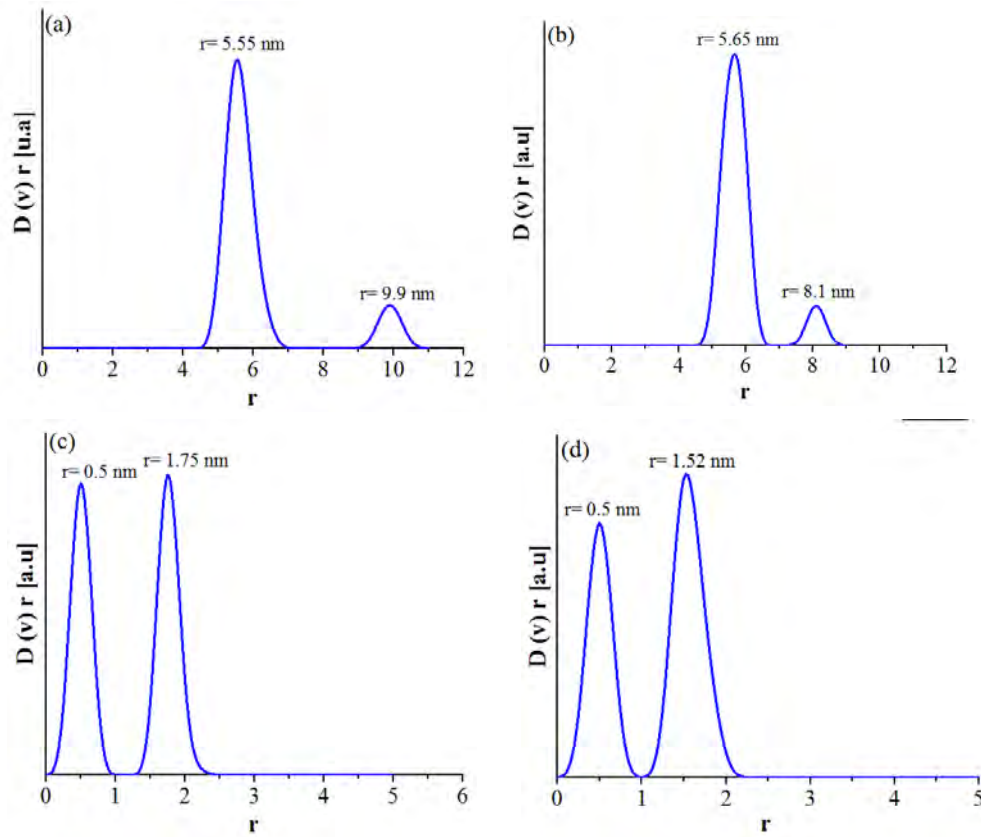 (a)
r= 5.55 nm
r= 9.9 nm
D (v) r [u.a]
0 2 4 6 8 10 12
r
(b)
r= 5.65 nm
r= 8.1 nm
D (v) r [a.u]
0 2 4 6 8 10 12
r
(c)
r= 0.5 nm
r= 1.75 nm
D (v) r [a.u]
0 1 2 3 4 5 6
r
(d)
r= 0.5 nm
r= 1.52 nm
D (v) r [a.u]
0 1 2 3 4 5
r